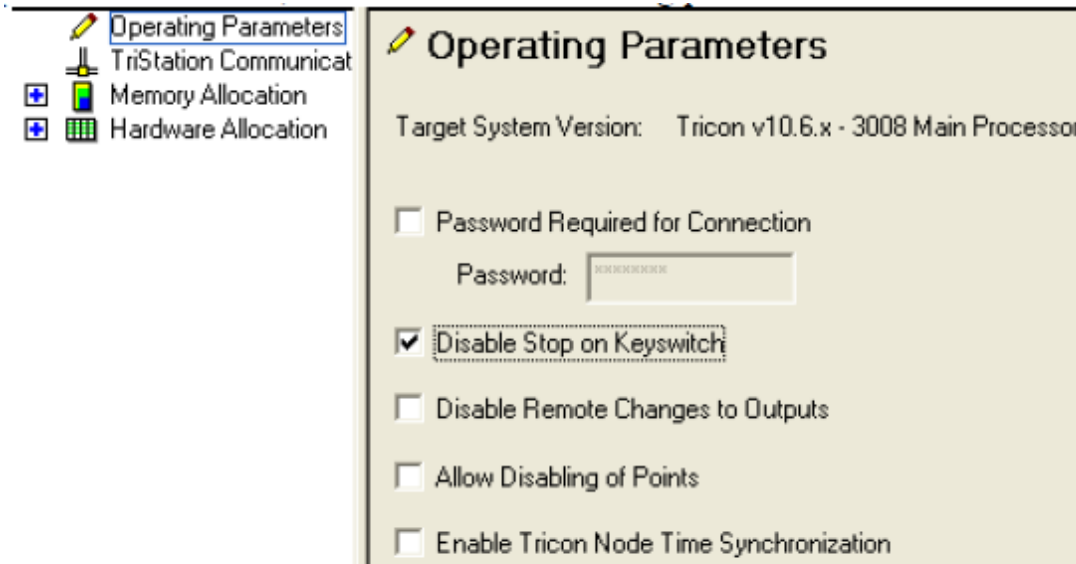 Operating Parameters
TriStation Communicat
Memory Allocation
Hardware Allocation
Operating Parameters
Target System Version: Tricon v10.6.x - 3008 Main Processor
Password Required for Connection
Password: ××××××××
Disable Stop on Keyswitch
Disable Remote Changes to Outputs
Allow Disabling of Points
Enable Tricon Node Time Synchronization